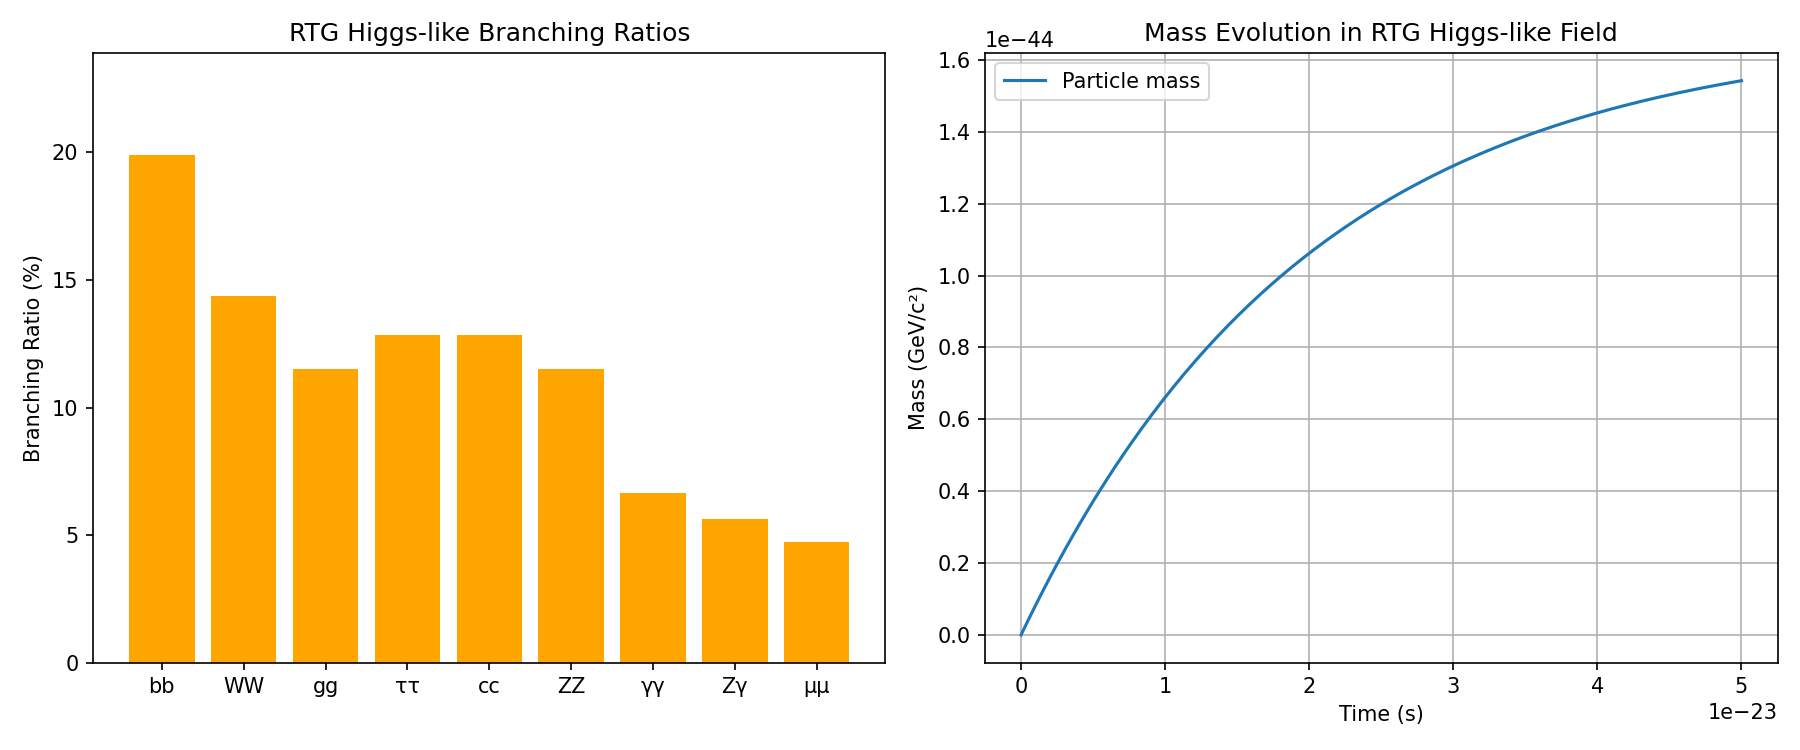 RTG Higgs-like Branching Ratios
Branching Ratio (%)
20
15
10
5
0
bb WW gg ττ cc ZZ γγ Zγ μμ
Mass Evolution in RTG Higgs-like Field
1e−44
Particle mass
Mass (GeV/c²)
1.6
1.4
1.2
1.0
0.8
0.6
0.4
0.2
0.0
0 1 2 3 4 5
Time (s)
1e−23